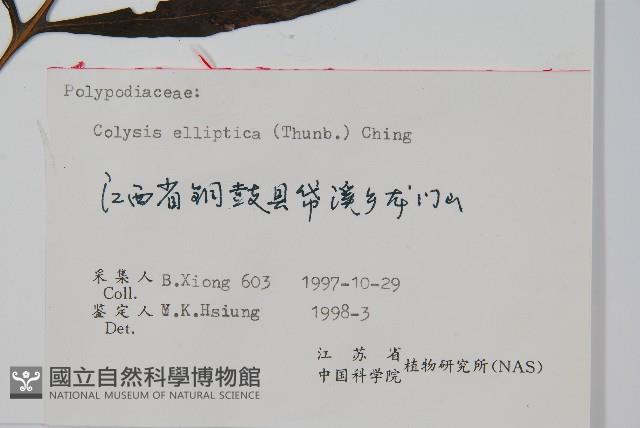 Polypodiaceae:
Colysis elliptica (Thunb.) Ching
江西省铜鼓县带溪乡龙门山
采集人 B.Xiong 603 1997-10-29
Coll.
鉴定人 Y.K.Hsiung 1998-3
Det.
江苏省
中国科学院 植物研究所(NAS)
國立自然科學博物館
NATIONAL MUSEUM OF NATURAL SCIENCE